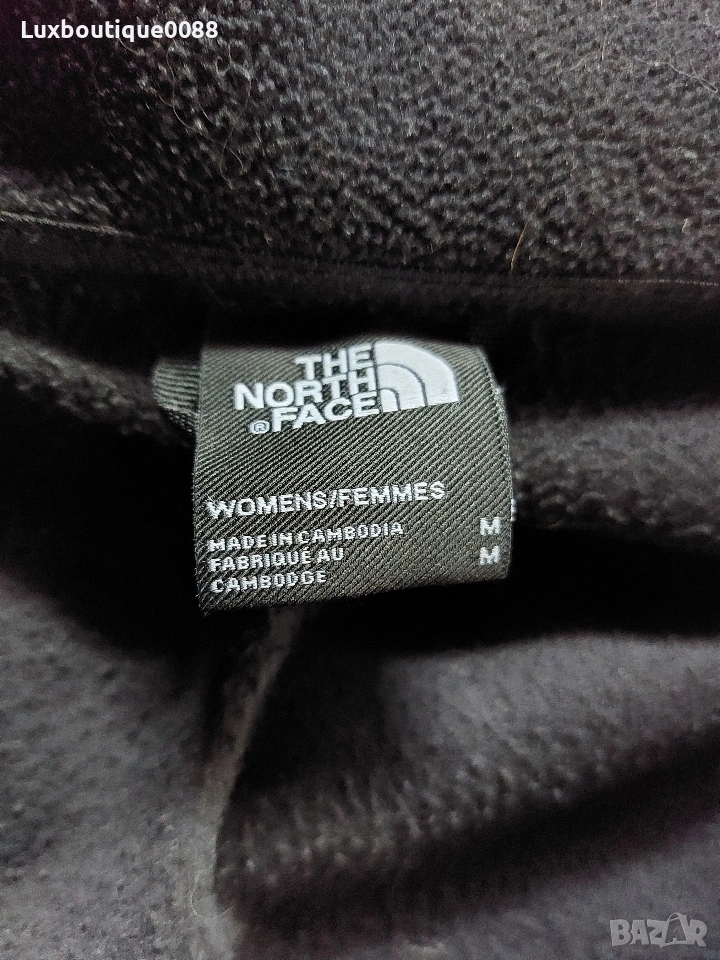 Luxboutique0088
THE
NORTH
®FACE
WOMENS/FEMMES
MADE IN CAMBODIA M
FABRIQUÉ AU M
CAMBODGE
BAZAR